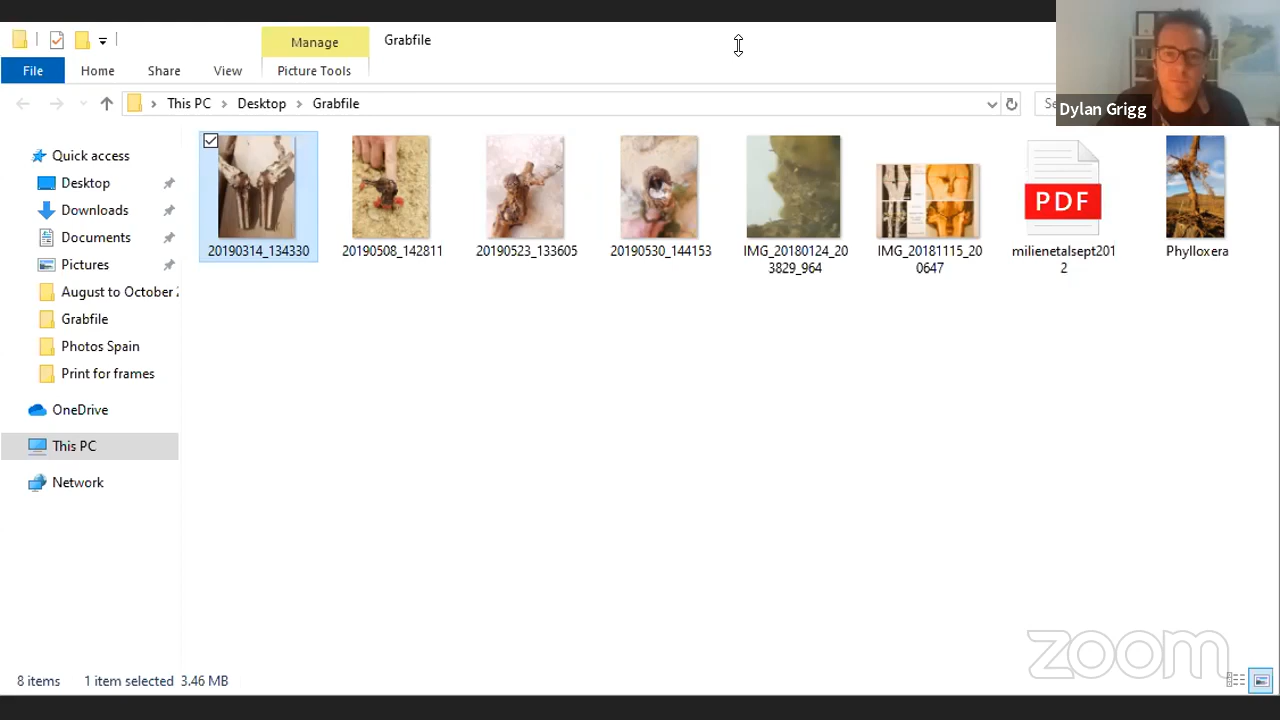 Manage
Grabfile
File
Home
Share
View
Picture Tools
This PC
Desktop
Grabfile
Dylan Grigg
Quick access
Desktop
Downloads
Documents
Pictures
August to October
Grabfile
Photos Spain
Print for frames
OneDrive
This PC
Network
20190314_134330
20190508_142811
20190523_133605
20190530_144153
IMG_20180124_20
3829_964
IMG_20181115_20
0647
PDF
milienetalsept201
2
Phylloxera
zoom
8 items
1 item selected 3.46 MB